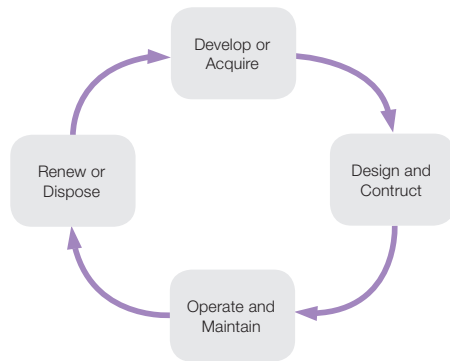 Develop or
Acquire
Design and
Contruct
Operate and
Maintain
Renew or
Dispose